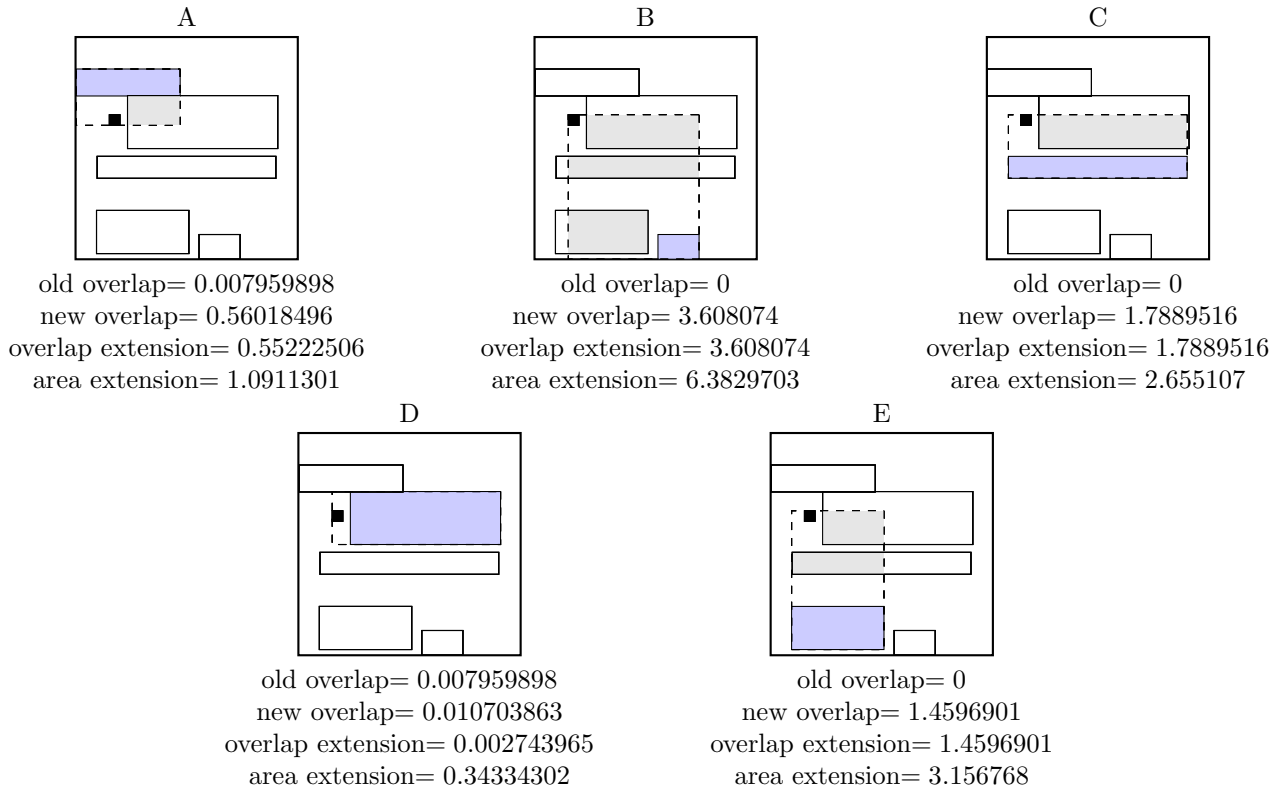 A
B
C
old overlap= 0.007959898
new overlap= 0.56018496
overlap extension= 0.55222506
area extension= 1.0911301
old overlap= 0
new overlap= 3.608074
overlap extension= 3.608074
area extension= 6.3829703
old overlap= 0
new overlap= 1.7889516
overlap extension= 1.7889516
area extension= 2.655107
D
E
old overlap= 0.007959898
new overlap= 0.010703863
overlap extension= 0.002743965
area extension= 0.34334302
old overlap= 0
new overlap= 1.4596901
overlap extension= 1.4596901
area extension= 3.156768